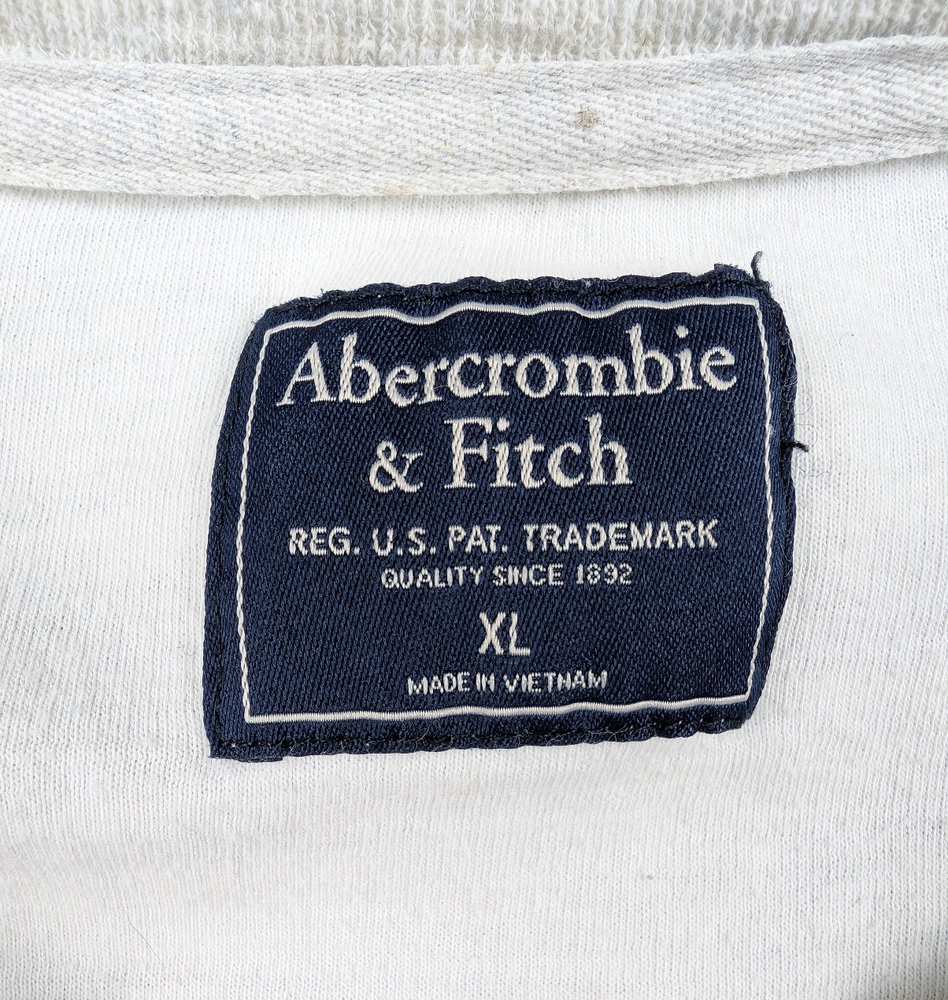 Abercrombie
& Fitch
REG. U.S. PAT. TRADEMARK
QUALITY SINCE 1892
XL
MADE IN VIETNAM